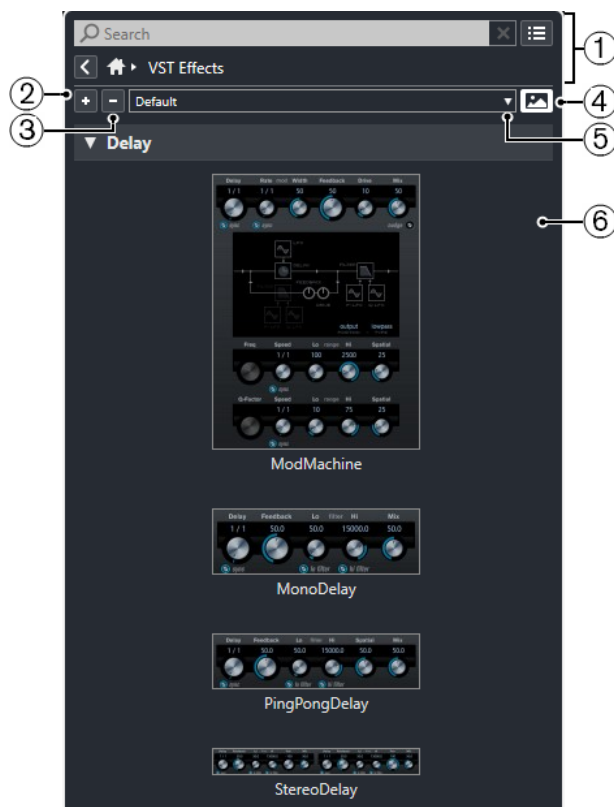 Search
1
VST Effects
2
+ - Default
3
4
5
Delay
6
Delay Rate mod Width Feedback Drive Mix
1 / 1 1 / 1 50 50 10 50
sync sync nudge
output lowpass
Freq. Speed Lo range Hi Spatial
1 / 1 100 2500 25
sync
Q-Factor Speed Lo range Hi Spatial
1 / 1 10 75 25
sync
ModMachine
Delay Feedback Lo filter Hi Mix
1 / 1 50.0 50.0 15000.0 50.0
sync lo filter hi filter
MonoDelay
Delay Feedback Lo filter Hi Spatial Mix
1 / 1 50.0 50.0 15000.0 50.0 50.0
sync lo filter hi filter
PingPongDelay
StereoDelay